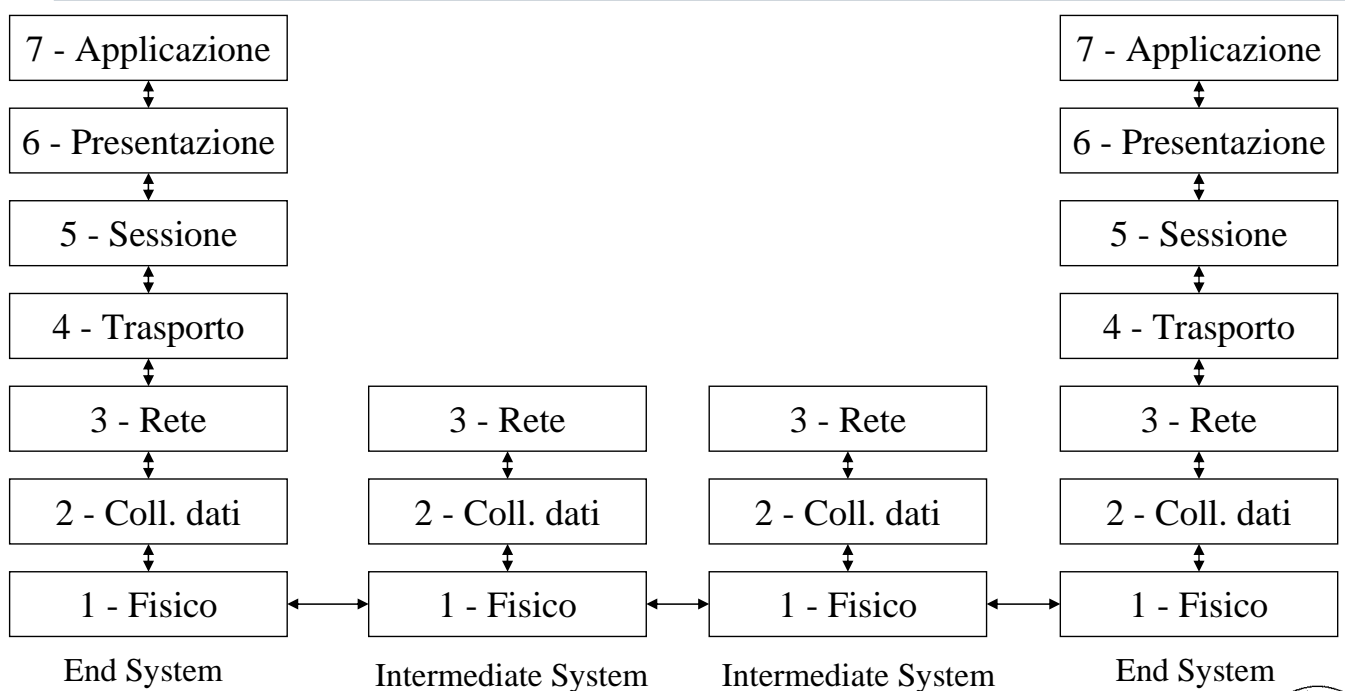 7 - Applicazione
7 - Applicazione
6 - Presentazione
6 - Presentazione
5 - Sessione
5 - Sessione
4 - Trasporto
4 - Trasporto
3 - Rete
3 - Rete
3 - Rete
3 - Rete
2 - Coll. dati
2 - Coll. dati
2 - Coll. dati
2 - Coll. dati
1 - Fisico
1 - Fisico
1 - Fisico
1 - Fisico
End System
Intermediate System
Intermediate System
End System